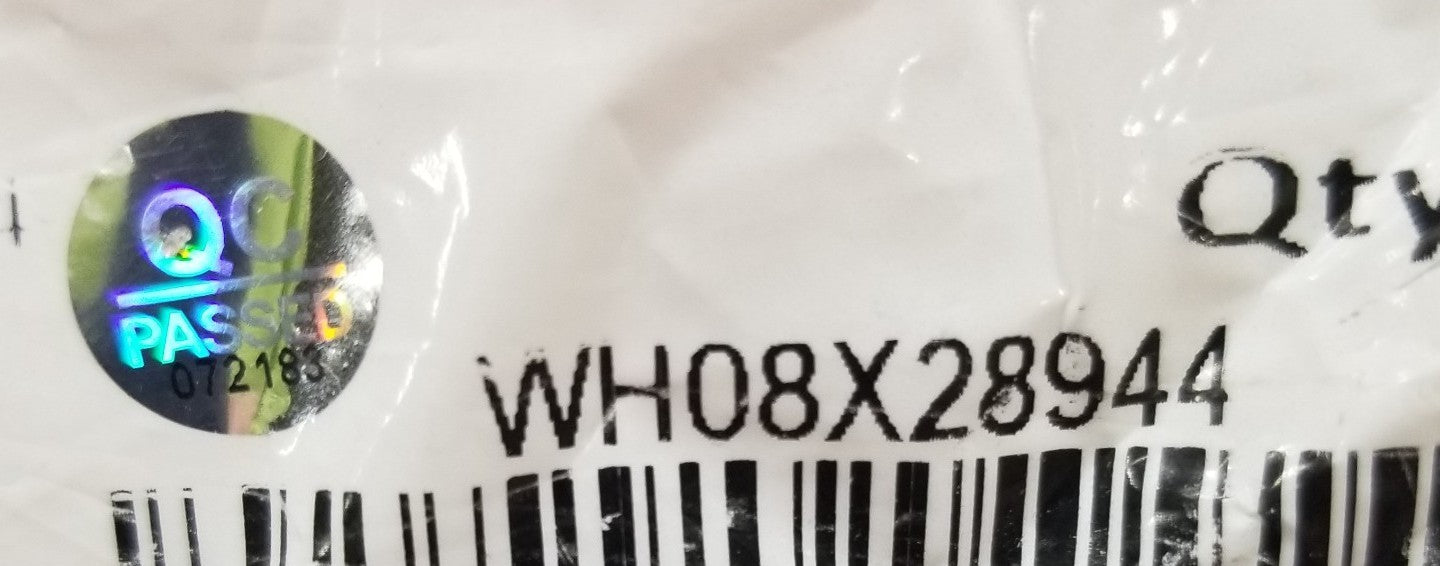 QC
PASSED
072183
Qty
WH08X28944